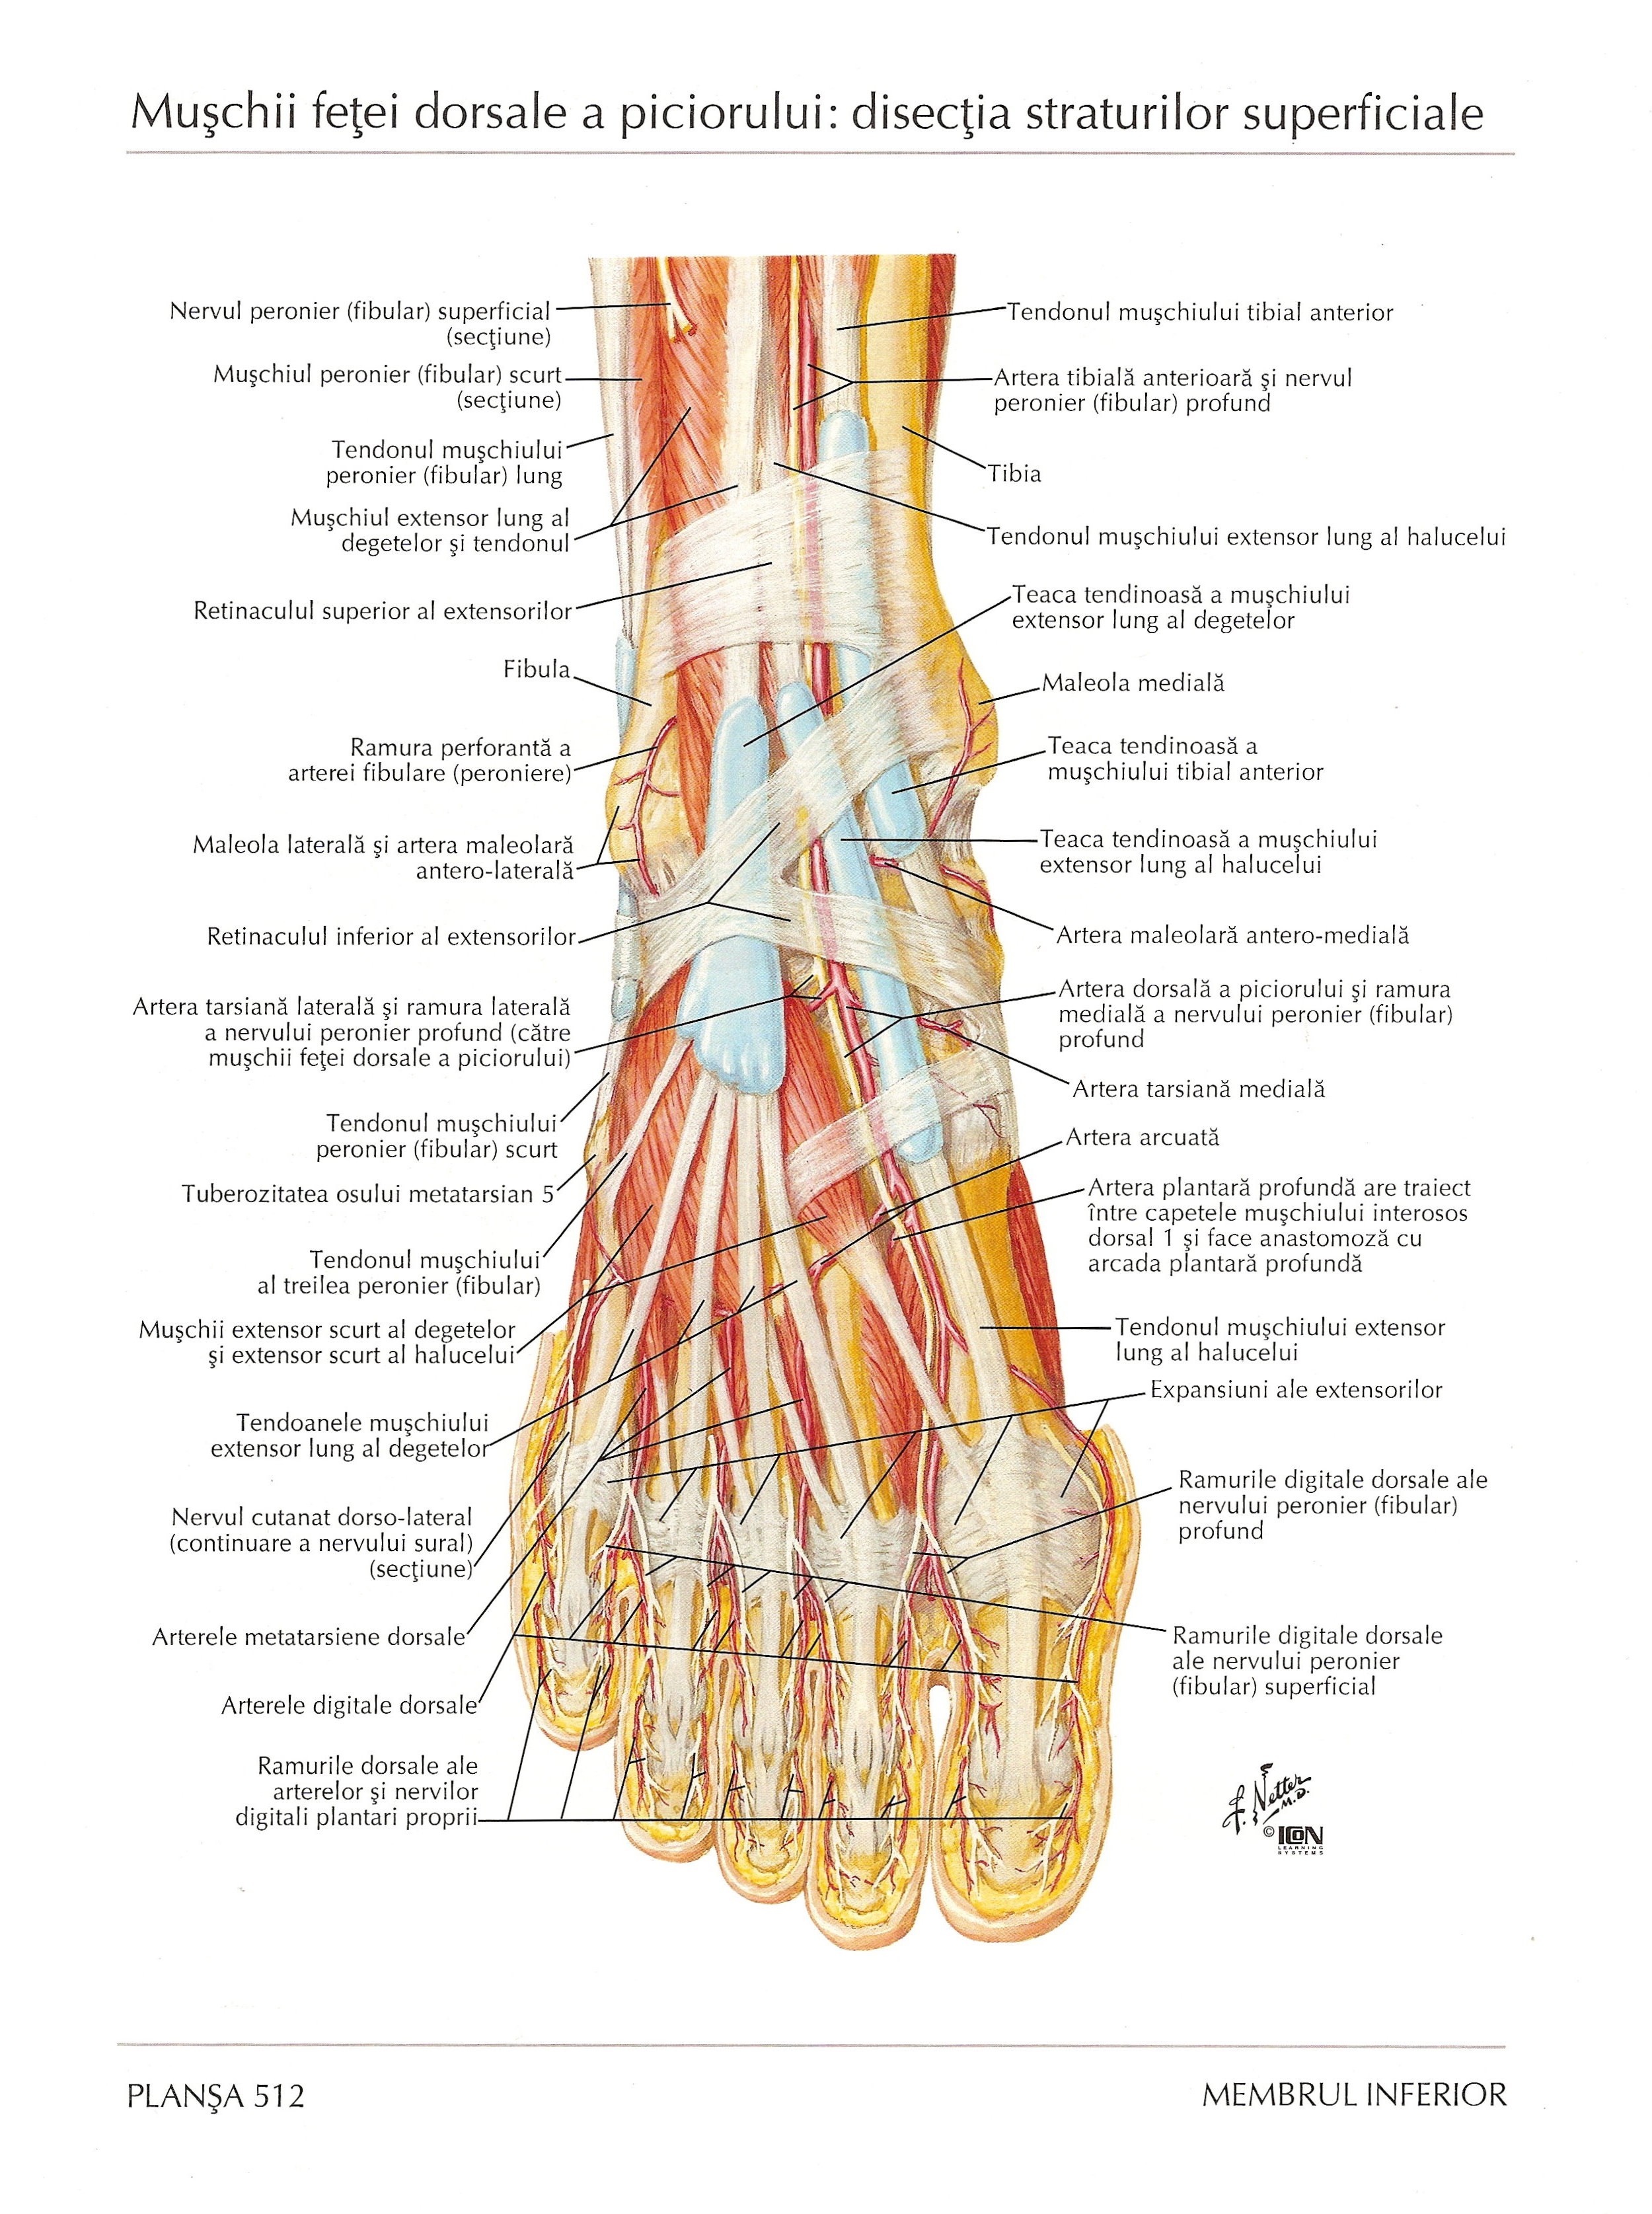 Muşchii feţei dorsale a piciorului: disecţia straturilor superficiale
Nervul peronier (fibular) superficial
(secţiune)
Muşchiul peronier (fibular) scurt
(secţiune)
Tendonul muşchiului
peronier (fibular) lung
Muşchiul extensor lung al
degetelor şi tendonul
Retinaculul superior al extensorilor
Fibula
Ramura perforantă a
arterei fibulare (peroniere)
Maleola laterală şi artera maleolară
antero-laterală
Retinaculul inferior al extensorilor
Artera tarsiană laterală şi ramura laterală
a nervului peronier profund (către
muşchii feţei dorsale a piciorului)
Tendonul muşchiului
peronier (fibular) scurt
Tuberozitatea osului metatarsian 5
Tendonul muşchiului
al treilea peronier (fibular)
Muşchii extensor scurt al degetelor
şi extensor scurt al halucelui
Tendoanele muşchiului
extensor lung al degetelor
Nervul cutanat dorso-lateral
(continuare a nervului sural)
(secţiune)
Arterele metatarsiene dorsale
Arterele digitale dorsale
Ramurile dorsale ale
arterelor şi nervilor
digitali plantari proprii
Tendonul muşchiului tibial anterior
Artera tibială anterioară şi nervul
peronier (fibular) profund
Tibia
Tendonul muşchiului extensor lung al halucelui
Teaca tendinoasă a muşchiului
extensor lung al degetelor
Maleola medială
Teaca tendinoasă a
muşchiului tibial anterior
Teaca tendinoasă a muşchiului
extensor lung al halucelui
Artera maleolară antero-medială
Artera dorsală a piciorului şi ramura
medială a nervului peronier (fibular)
profund
Artera tarsiană medială
Artera arcuată
Artera plantară profundă are traiect
între capetele muşchiului interosos
dorsal 1 şi face anastomoză cu
arcada plantară profundă
Tendonul muşchiului extensor
lung al halucelui
Expansiuni ale extensorilor
Ramurile digitale dorsale ale
nervului peronier (fibular)
profund
Ramurile digitale dorsale
ale nervului peronier
(fibular) superficial
F. Netter
M.D.
© ICON
LEARNING
SYSTEMS
PLANŞA 512
MEMBRUL INFERIOR